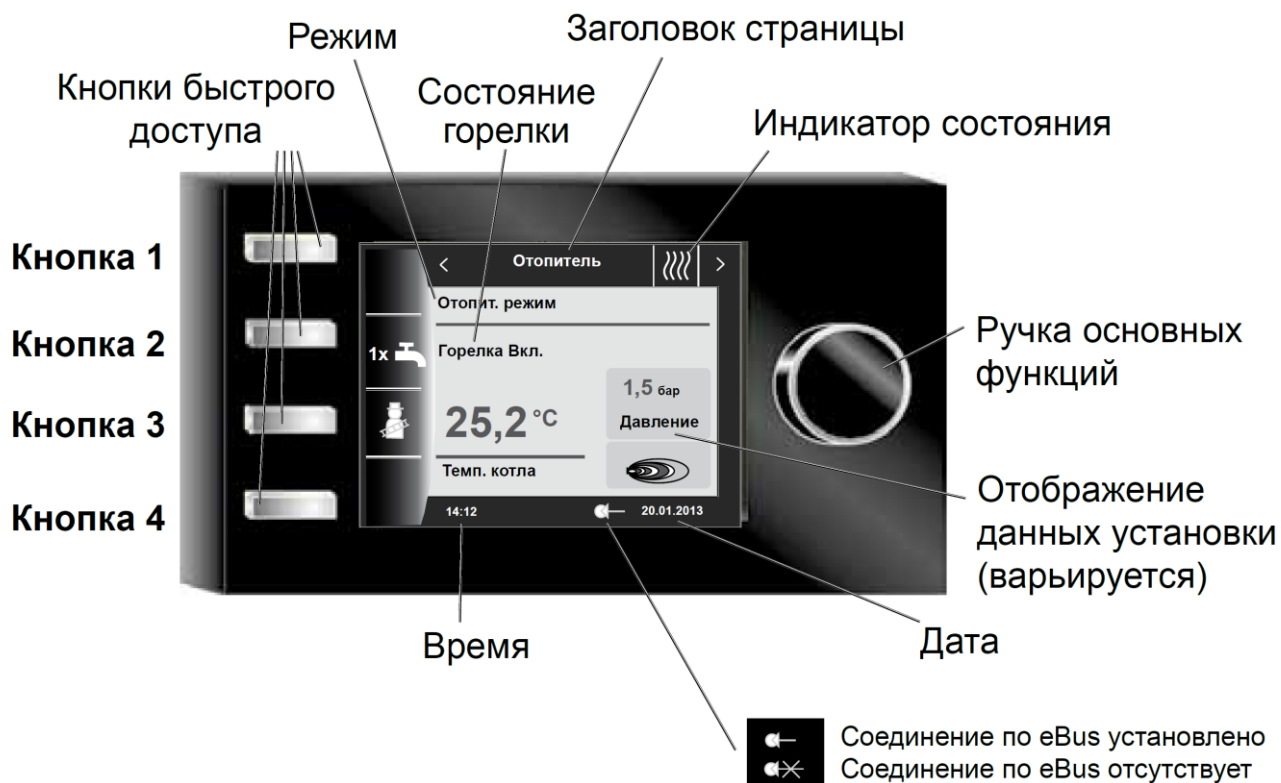 Режим
Заголовок страницы
Кнопки быстрого
доступа
Состояние
горелки
Индикатор состояния
Кнопка 1
Кнопка 2
Кнопка 3
Кнопка 4
< Отопитель >
Отопит. режим
1x
Горелка Вкл.
1,5 бар
Давление
25,2 °C
Темп. котла
14:12
20.01.2013
Ручка основных
функций
Отображение
данных установки
(варьируется)
Время
Дата
Соединение по eBus установлено
Соединение по eBus отсутствует